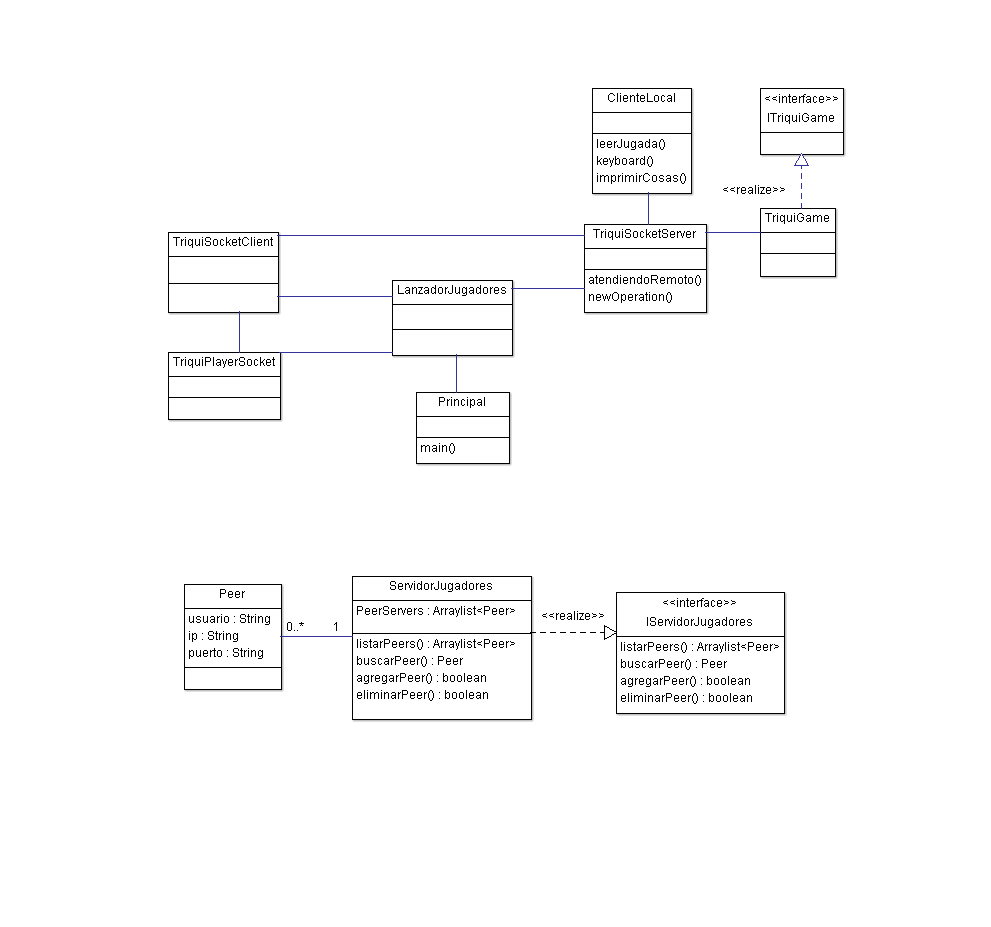 ClienteLocal
leerJugada()
keyboard()
imprimirCosas()
<<interface>>
ITriquiGame
<<realize>>
TriquiGame
TriquiSocketClient
TriquiSocketServer
atendiendoRemoto()
newOperation()
LanzadorJugadores
TriquiPlayerSocket
Principal
main()
Peer
usuario : String
ip : String
puerto : String
0..*
1
ServidorJugadores
PeerServers : Arraylist<Peer>
listarPeers() : Arraylist<Peer>
buscarPeer() : Peer
agregarPeer() : boolean
eliminarPeer() : boolean
<<realize>>
<<interface>>
IServidorJugadores
listarPeers() : Arraylist<Peer>
buscarPeer() : Peer
agregarPeer() : boolean
eliminarPeer() : boolean